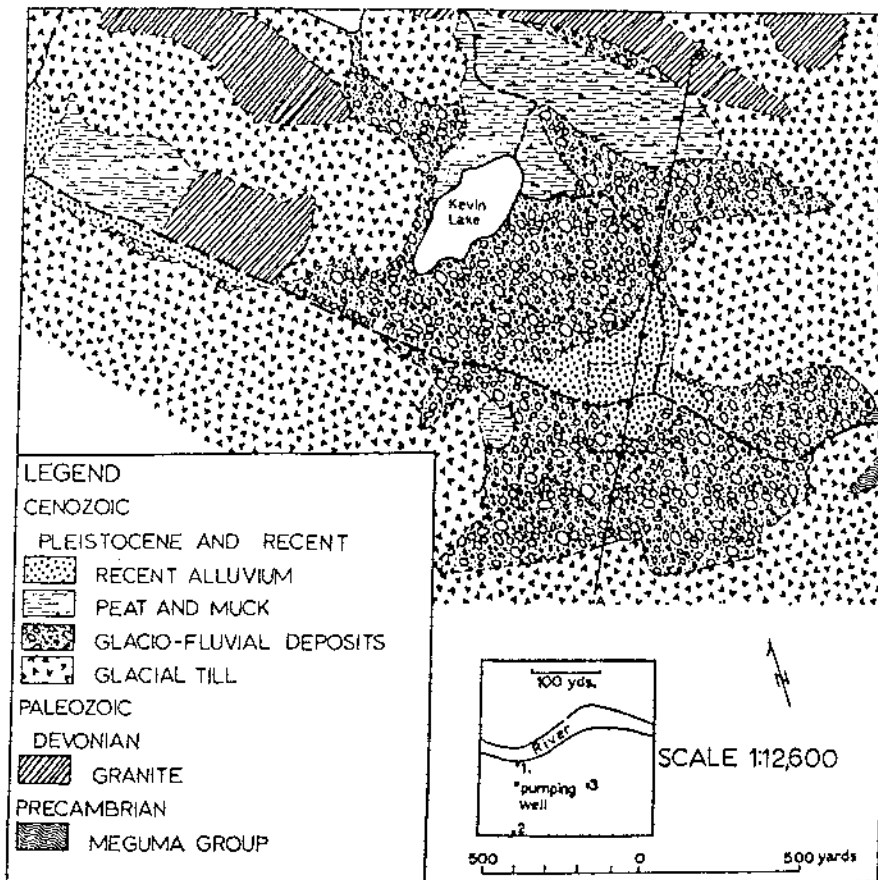 Kevin
Lake
LEGEND
CENOZOIC
PLEISTOCENE AND RECENT
RECENT ALLUVIUM
PEAT AND MUCK
GLACIO-FLUVIAL DEPOSITS
GLACIAL TILL
PALEOZOIC
DEVONIAN
GRANITE
PRECAMBRIAN
MEGUMA GROUP
A
100 yds.
River
1.
pumping
well
3
2
N
SCALE 1:12,600
500
0
500 yards